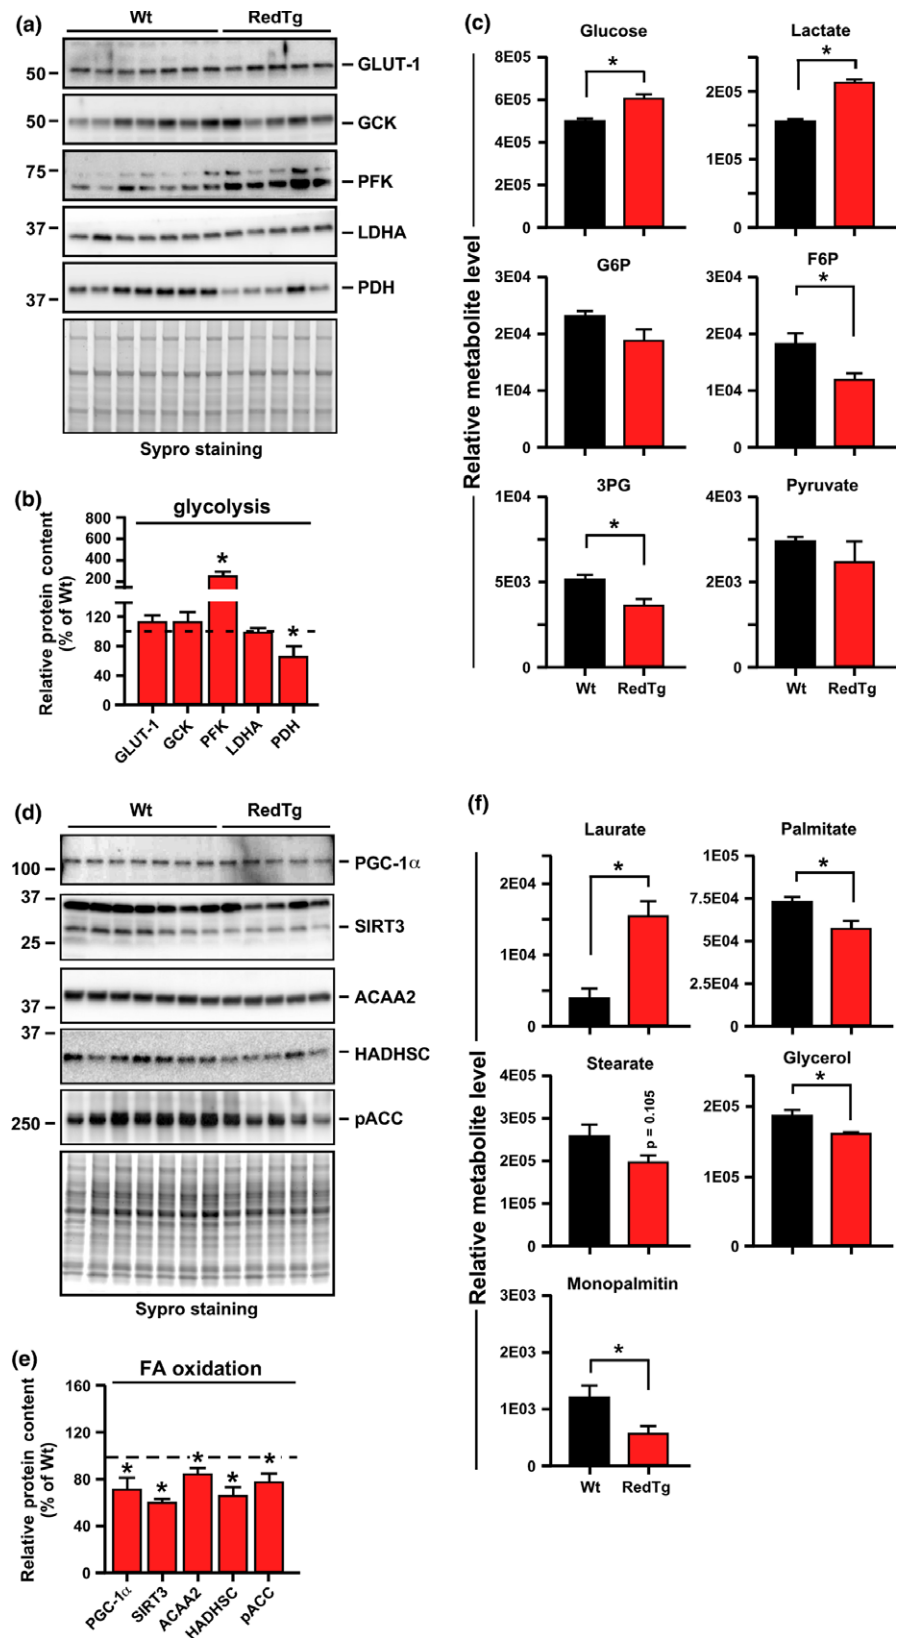 (a)
Wt
RedTg
50
GLUT-1
50
GCK
75
PFK
37
LDHA
37
PDH
Sypro staining
(b)
glycolysis
Relative protein content
(% of Wt)
800
600
400
200
120
80
40
0
*
*
GLUT-1
GCK
PFK
LDHA
PDH
(c)
Relative metabolite level
Glucose
8E05
6E05
4E05
2E05
0
*
Lactate
2E05
1E05
0
*
G6P
3E04
2E04
1E04
0
F6P
3E04
2E04
1E04
0
*
3PG
1E04
5E03
0
*
Wt
RedTg
Pyruvate
4E03
2E03
0
Wt
RedTg
(d)
Wt
RedTg
100
PGC-1α
37
SIRT3
25
37
ACAA2
37
HADHSC
250
pACC
Sypro staining
(e)
FA oxidation
Relative protein content
(% of Wt)
160
120
80
40
0
*
*
*
*
*
PGC-1α
SIRT3
ACAA2
HADHSC
pACC
(f)
Relative metabolite level
Laurate
2E04
1E04
0
*
Palmitate
1E05
7.5E04
5E04
2.5E04
0
*
Stearate
4E05
3E05
2E05
1E05
0
p = 0.105
Glycerol
2E05
1E05
0
*
Monopalmitin
3E03
2E03
1E03
0
*
Wt
RedTg